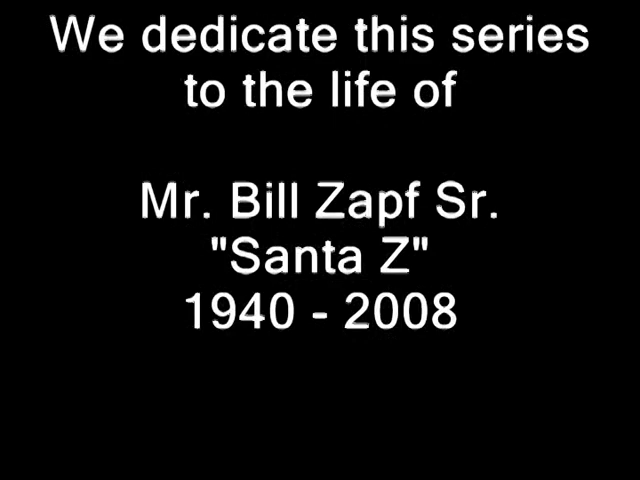 We dedicate this series
to the life of
Mr. Bill Zapf Sr.
"Santa Z"
1940 - 2008